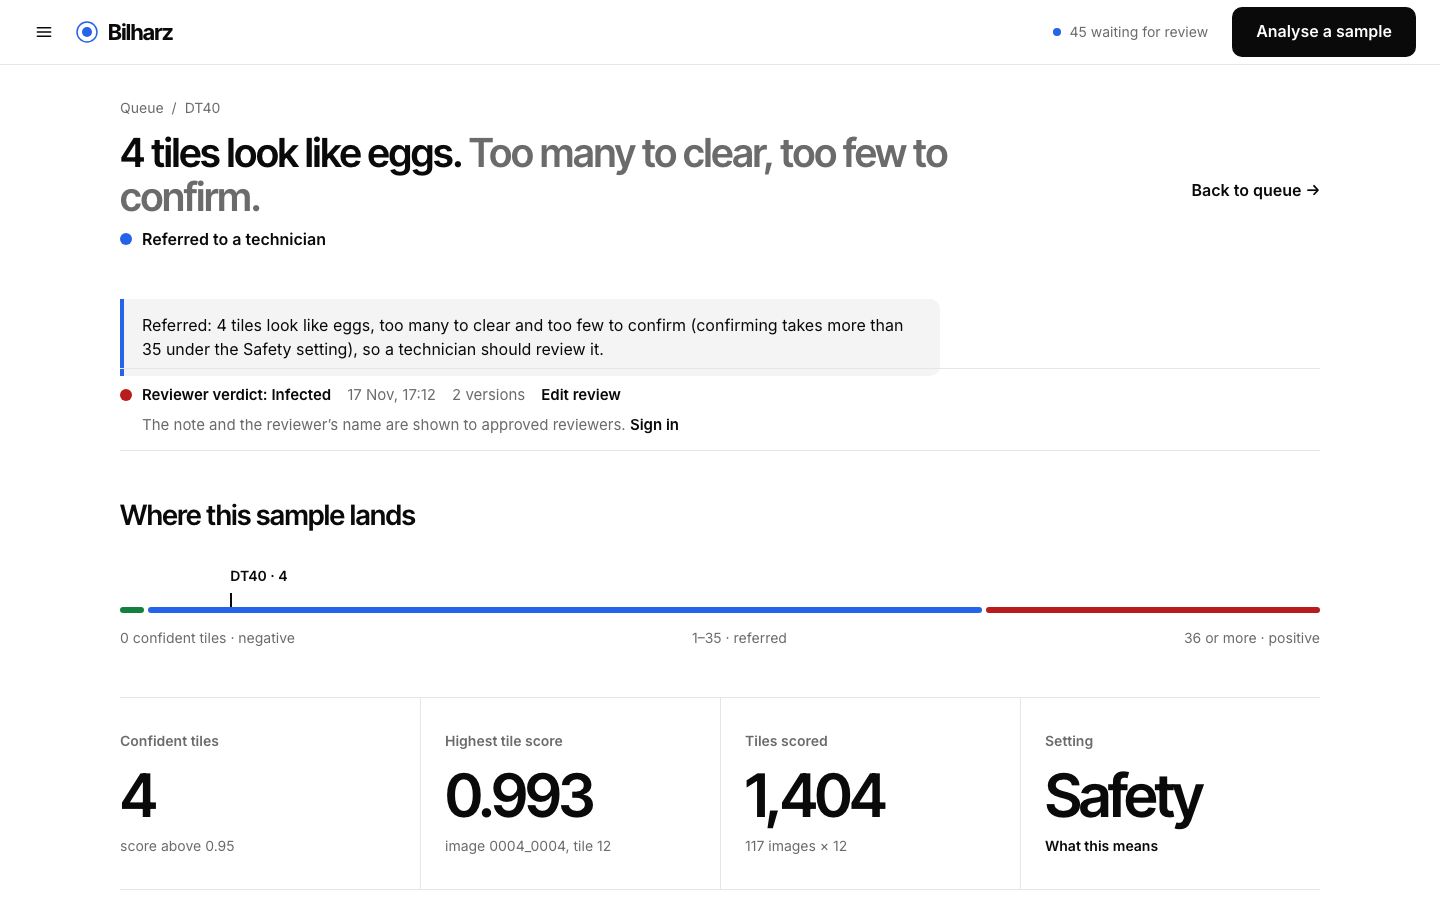 Bilharz
45 waiting for review
Analyse a sample
Queue / DT40
4 tiles look like eggs. Too many to clear, too few to
confirm.
Back to queue →
Referred to a technician
Referred: 4 tiles look like eggs, too many to clear and too few to confirm (confirming takes more than
35 under the Safety setting), so a technician should review it.
Reviewer verdict: Infected 17 Nov, 17:12 2 versions Edit review
The note and the reviewer’s name are shown to approved reviewers. Sign in
Where this sample lands
DT40 · 4
0 confident tiles · negative
1–35 · referred
36 or more · positive
Confident tiles
4
score above 0.95
Highest tile score
0.993
image 0004_0004, tile 12
Tiles scored
1,404
117 images × 12
Setting
Safety
What this means